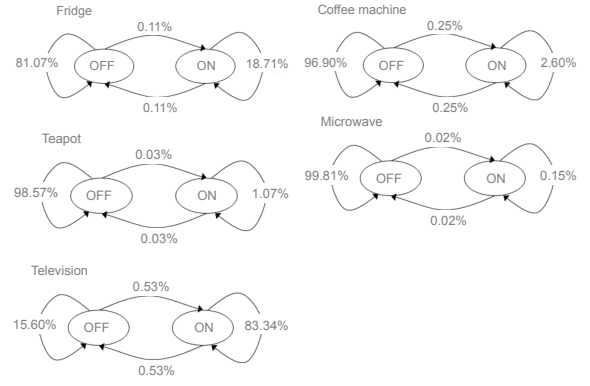 Fridge
0.11%
81.07%
OFF
ON
18.71%
0.11%
Coffee machine
0.25%
96.90%
OFF
ON
2.60%
0.25%
Teapot
0.03%
98.57%
OFF
ON
1.07%
0.03%
Microwave
0.02%
99.81%
OFF
ON
0.15%
0.02%
Television
0.53%
15.60%
OFF
ON
83.34%
0.53%